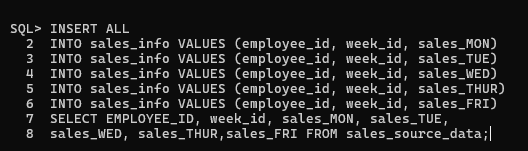 SQL> INSERT ALL
2 INTO sales_info VALUES (employee_id, week_id, sales_MON)
3 INTO sales_info VALUES (employee_id, week_id, sales_TUE)
4 INTO sales_info VALUES (employee_id, week_id, sales_WED)
5 INTO sales_info VALUES (employee_id, week_id, sales_THUR)
6 INTO sales_info VALUES (employee_id, week_id, sales_FRI)
7 SELECT EMPLOYEE_ID, week_id, sales_MON, sales_TUE,
8 sales_WED, sales_THUR,sales_FRI FROM sales_source_data;